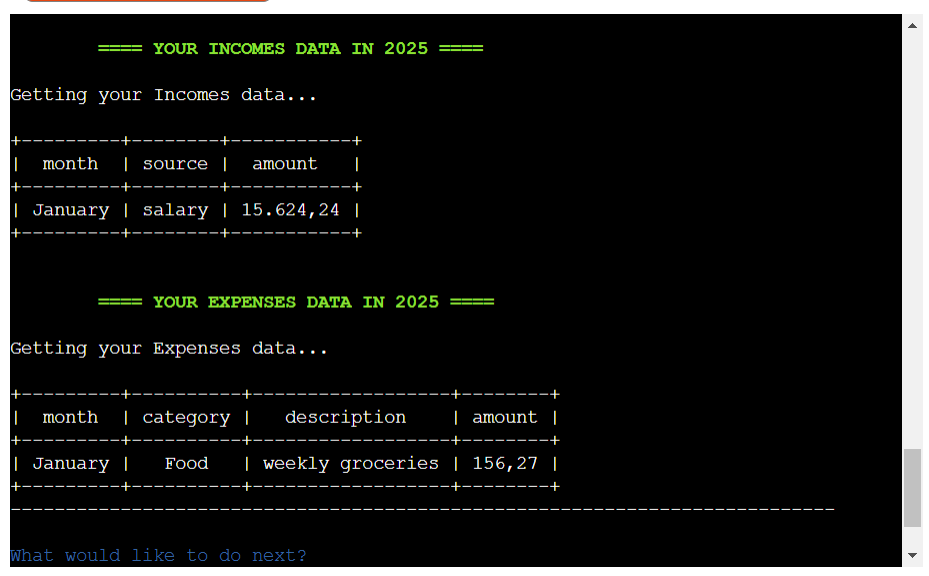 ==== YOUR INCOMES DATA IN 2025 ====
Getting your Incomes data...
+---------+--------+-----------+
|  month  | source |  amount   |
+---------+--------+-----------+
| January | salary | 15.624,24 |
+---------+--------+-----------+
==== YOUR EXPENSES DATA IN 2025 ====
Getting your Expenses data...
+---------+----------+------------------+--------+
|  month  | category |   description    | amount |
+---------+----------+------------------+--------+
| January |   Food   | weekly groceries | 156,27 |
+---------+----------+------------------+--------+
---------------------------------------------------------------------------
What would like to do next?